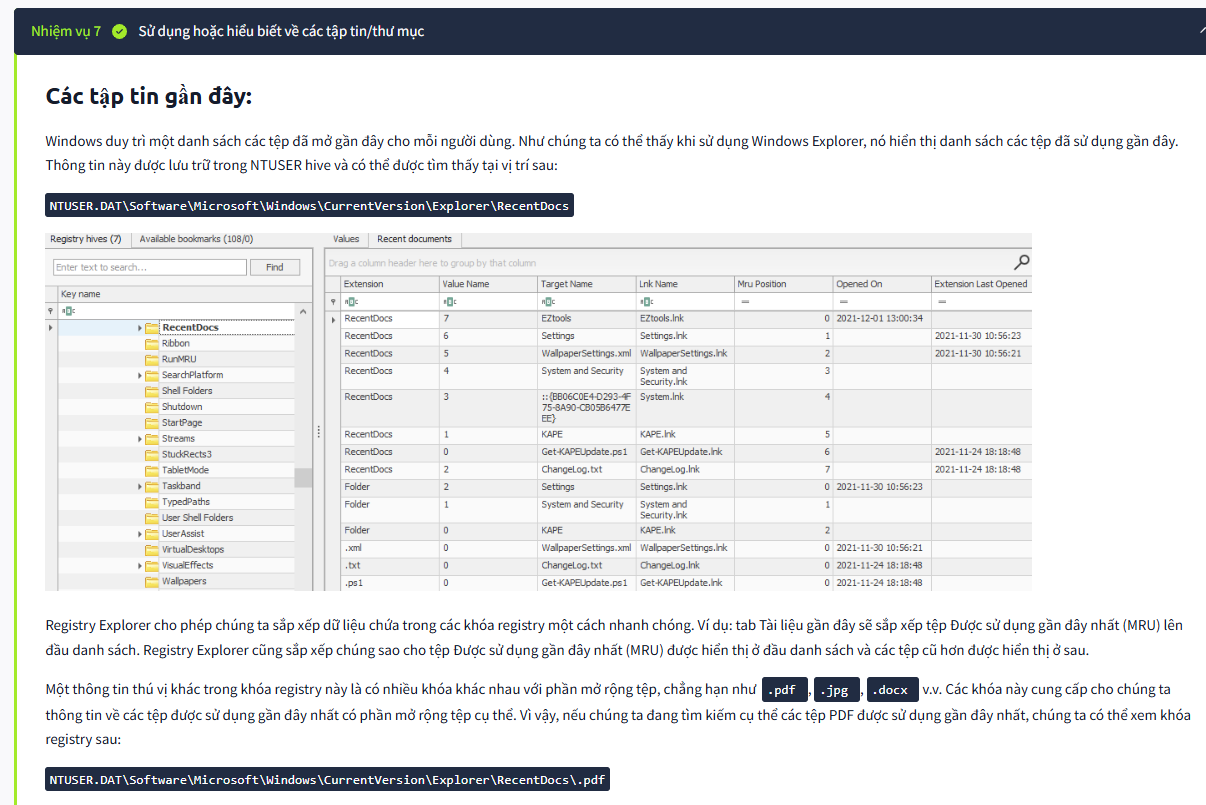 Nhiệm vụ 7 Sử dụng hoặc hiểu biết về các tập tin/thư mục
Các tập tin gần đây:
Windows duy trì một danh sách các tệp đã mở gần đây cho mỗi người dùng. Như chúng ta có thể thấy khi sử dụng Windows Explorer, nó hiển thị danh sách các tệp đã sử dụng gần đây.
Thông tin này được lưu trữ trong NTUSER hive và có thể được tìm thấy tại vị trí sau:
NTUSER.DAT\Software\Microsoft\Windows\CurrentVersion\Explorer\RecentDocs
Registry hives (7) Available bookmarks (108/0)
Enter text to search... Find
Key name
RecentDocs
Ribbon
RunMRU
SearchPlatform
Shell Folders
Shutdown
StartPage
Streams
StuckRects3
TabletMode
Taskband
TypedPaths
User Shell Folders
UserAssist
VirtualDesktops
VisualEffects
Wallpapers
Values Recent documents
Drag a column header here to group by that column
Extension Value Name Target Name Lnk Name Mru Position Opened On Extension Last Opened
= = =
RecentDocs 7 EZtools EZtools.lnk 0 2021-12-01 13:00:34
RecentDocs 6 Settings Settings.lnk 1 2021-11-30 10:56:23
RecentDocs 5 WallpaperSettings.xml WallpaperSettings.lnk 2 2021-11-30 10:56:21
RecentDocs 4 System and Security System and 3
Security.lnk
RecentDocs 3 ::{BB06C0E4-D293-4F System.lnk 4
75-8A90-CB05B6477E
EE}
RecentDocs 1 KAPE KAPE.lnk 5
RecentDocs 0 Get-KAPEUpdate.ps1 Get-KAPEUpdate.lnk 6 2021-11-24 18:18:48
RecentDocs 2 ChangeLog.txt ChangeLog.lnk 7 2021-11-24 18:18:48
Folder 2 Settings Settings.lnk 0 2021-11-30 10:56:23
Folder 1 System and Security System and 1
Security.lnk
Folder 0 KAPE KAPE.lnk 2
.xml 0 WallpaperSettings.xml WallpaperSettings.lnk 0 2021-11-30 10:56:21
.txt 0 ChangeLog.txt ChangeLog.lnk 0 2021-11-24 18:18:48
.ps1 0 Get-KAPEUpdate.ps1 Get-KAPEUpdate.lnk 0 2021-11-24 18:18:48
Registry Explorer cho phép chúng ta sắp xếp dữ liệu chứa trong các khóa registry một cách nhanh chóng. Ví dụ: tab Tài liệu gần đây sẽ sắp xếp tệp Được sử dụng gần đây nhất (MRU) lên
đầu danh sách. Registry Explorer cũng sắp xếp chúng sao cho tệp Được sử dụng gần đây nhất (MRU) được hiển thị ở đầu danh sách và các tệp cũ hơn được hiển thị ở sau.
Một thông tin thú vị khác trong khóa registry này là có nhiều khóa khác nhau với phần mở rộng tệp, chẳng hạn như .pdf , .jpg , .docx v.v. Các khóa này cung cấp cho chúng ta
thông tin về các tệp được sử dụng gần đây nhất có phần mở rộng tệp cụ thể. Vì vậy, nếu chúng ta đang tìm kiếm cụ thể các tệp PDF được sử dụng gần đây nhất, chúng ta có thể xem khóa
registry sau:
NTUSER.DAT\Software\Microsoft\Windows\CurrentVersion\Explorer\RecentDocs\.pdf